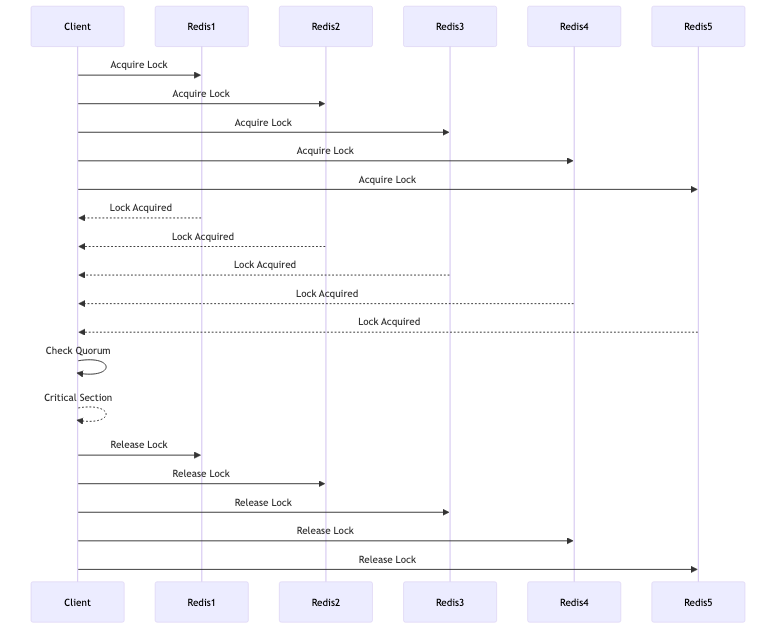 Client Redis1 Redis2 Redis3 Redis4 Redis5
Acquire Lock
Acquire Lock
Acquire Lock
Acquire Lock
Acquire Lock
Lock Acquired
Lock Acquired
Lock Acquired
Lock Acquired
Lock Acquired
Check Quorum
Critical Section
Release Lock
Release Lock
Release Lock
Release Lock
Release Lock
Client Redis1 Redis2 Redis3 Redis4 Redis5